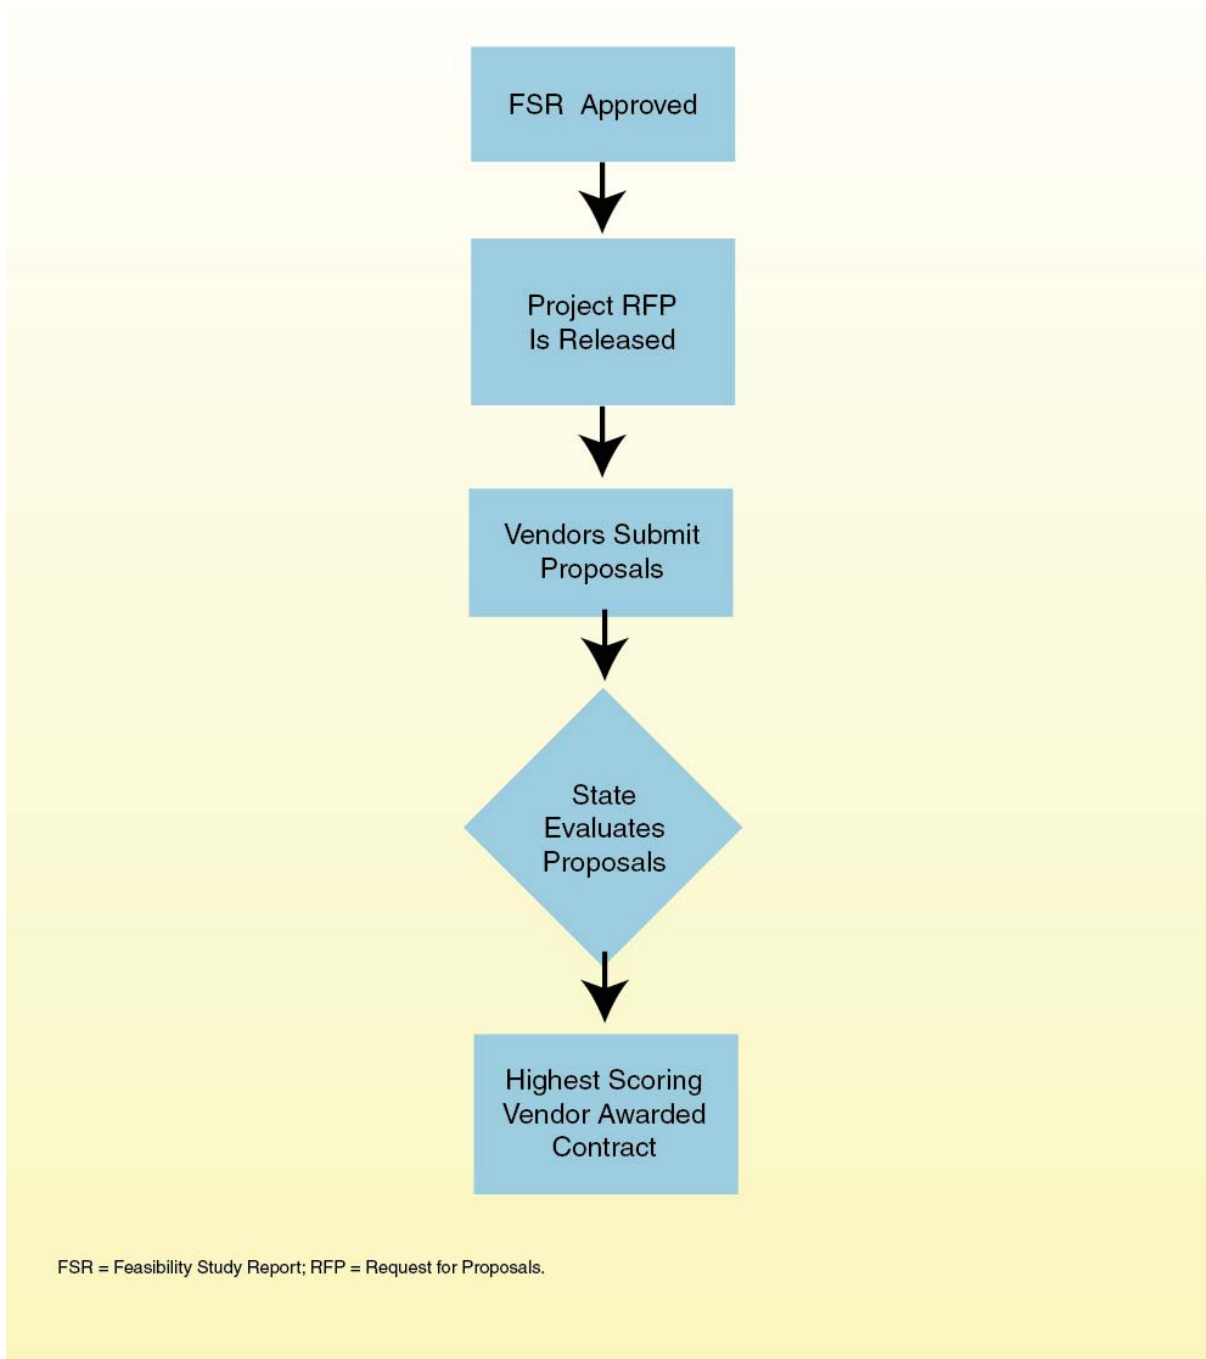 FSR Approved
Project RFP
Is Released
Vendors Submit
Proposals
State
Evaluates
Proposals
Highest Scoring
Vendor Awarded
Contract
FSR = Feasibility Study Report; RFP = Request for Proposals.